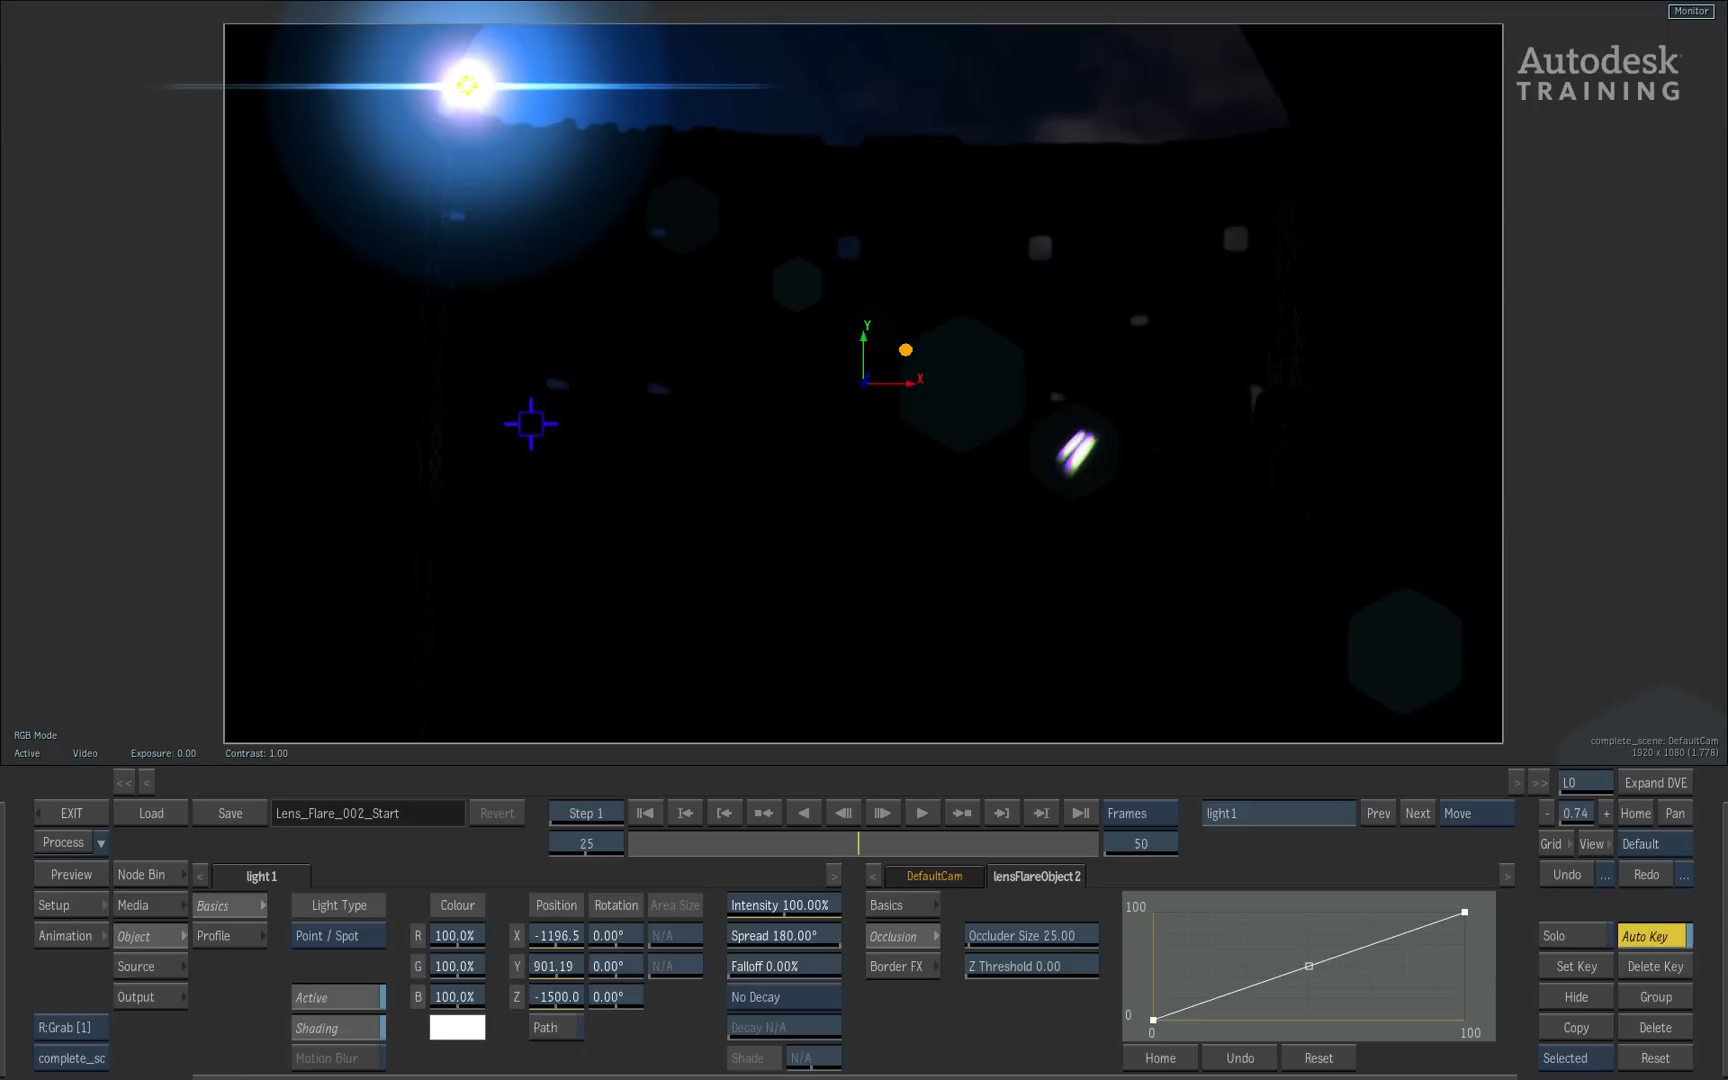 Monitor
Autodesk
TRAINING
Y
X
RGB Mode
Active Video Exposure: 0.00 Contrast: 1.00
complete_scene: DefaultCam
1920 x 1080 (1.778)
<< < > >> L0 Expand DVE
EXIT Load Save Lens_Flare_002_Start Revert Step 1 Frames light1 Prev Next Move - 0.74 + Home Pan
Process 25 50 Grid View Default
Preview Node Bin < light1 > < DefaultCam lensFlareObject2 > Undo ... Redo ...
Setup Media Basics Light Type Colour Position Rotation Area Size Intensity 100.00% Basics 100
Animation Object Profile Point / Spot R 100.0% X -1196.5 0.00° N/A Spread 180.00° Occlusion Occluder Size 25.00 Solo Auto Key
Source G 100.0% Y 901.19 0.00° N/A Falloff 0.00% Border FX Z Threshold 0.00 Set Key Delete Key
Output Active B 100.0% Z -1500.0 0.00° No Decay 0 Hide Group
R:Grab [1] Shading Path Decay N/A 0 100 Copy Delete
complete_sc Motion Blur Shade N/A Home Undo Reset Selected Reset